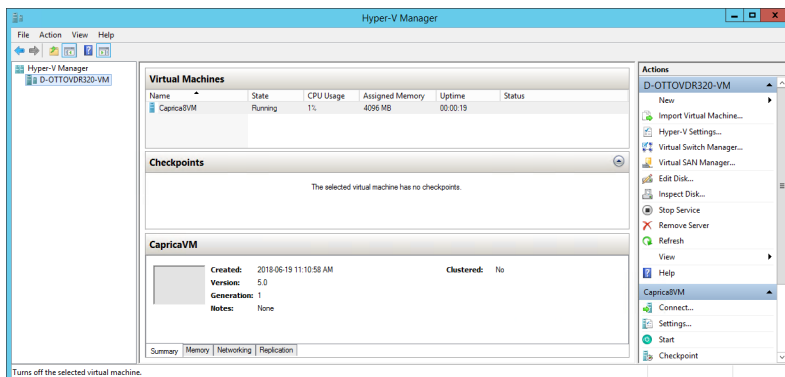 Hyper-V Manager
File Action View Help
Hyper-V Manager
D-OTTOVDR320-VM
Virtual Machines
Name State CPU Usage Assigned Memory Uptime Status
Caprica8VM Running 1% 4096 MB 00:00:19
Checkpoints
The selected virtual machine has no checkpoints.
CapricaVM
Created: 2018-06-19 11:10:58 AM Clustered: No
Version: 5.0
Generation: 1
Notes: None
Summary Memory Networking Replication
Actions
D-OTTOVDR320-VM
New
Import Virtual Machine...
Hyper-V Settings...
Virtual Switch Manager...
Virtual SAN Manager...
Edit Disk...
Inspect Disk...
Stop Service
Remove Server
Refresh
View
Help
Caprica8VM
Connect...
Settings...
Start
Checkpoint
Turns off the selected virtual machine.